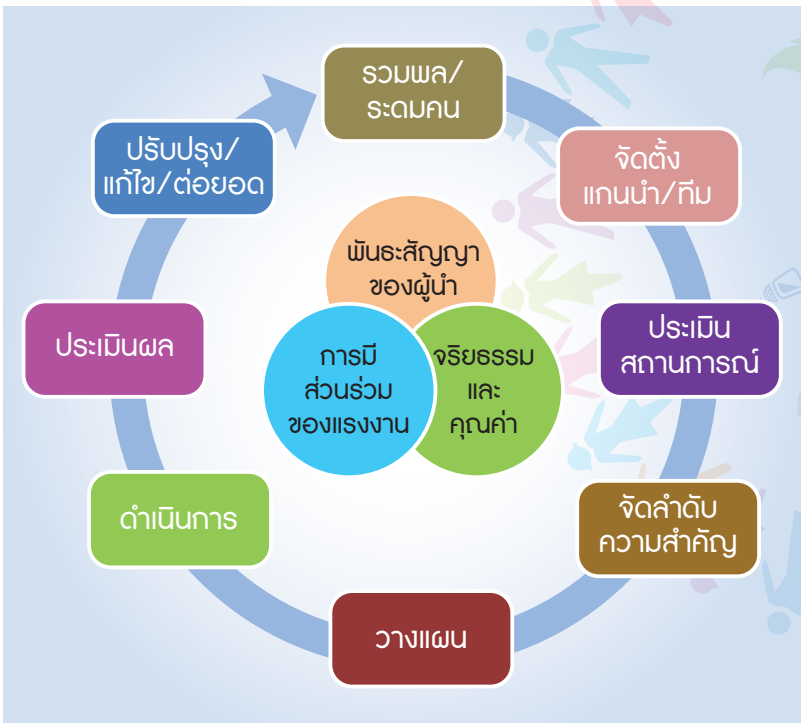 รวมพล/
ระดมคน
จัดตั้ง
แกนนำ/ทีม
ประเมิน
สถานการณ์
จัดลำดับ
ความสำคัญ
วางแผน
ดำเนินการ
ประเมินผล
ปรับปรุง/
แก้ไข/ต่อยอด
พันธะสัญญา
ของผู้นำ
จริยธรรม
และ
คุณค่า
การมี
ส่วนร่วม
ของแรงงาน